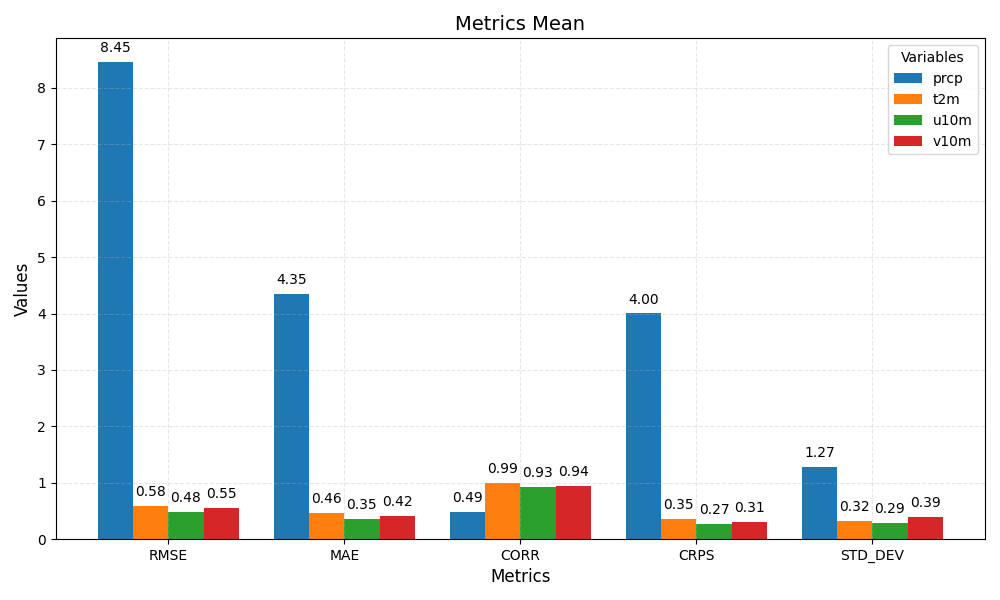 Metrics Mean
Values
8
7
6
5
4
3
2
1
0
8.45
0.58
0.48
0.55
4.35
0.46
0.35
0.42
0.49
0.99
0.93
0.94
4.00
0.35
0.27
0.31
1.27
0.32
0.29
0.39
Variables
prcp
t2m
u10m
v10m
RMSE
MAE
CORR
CRPS
STD_DEV
Metrics